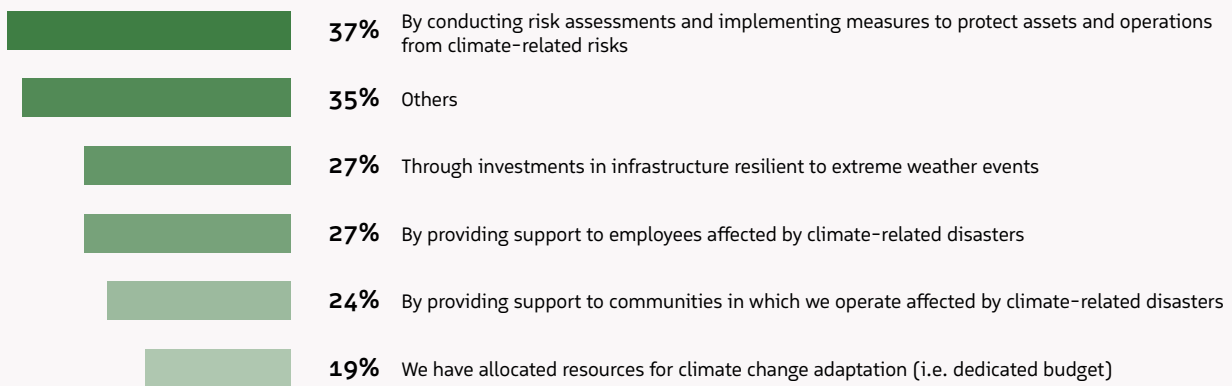 37% By conducting risk assessments and implementing measures to protect assets and operations
from climate-related risks
35% Others
27% Through investments in infrastructure resilient to extreme weather events
27% By providing support to employees affected by climate-related disasters
24% By providing support to communities in which we operate affected by climate-related disasters
19% We have allocated resources for climate change adaptation (i.e. dedicated budget)